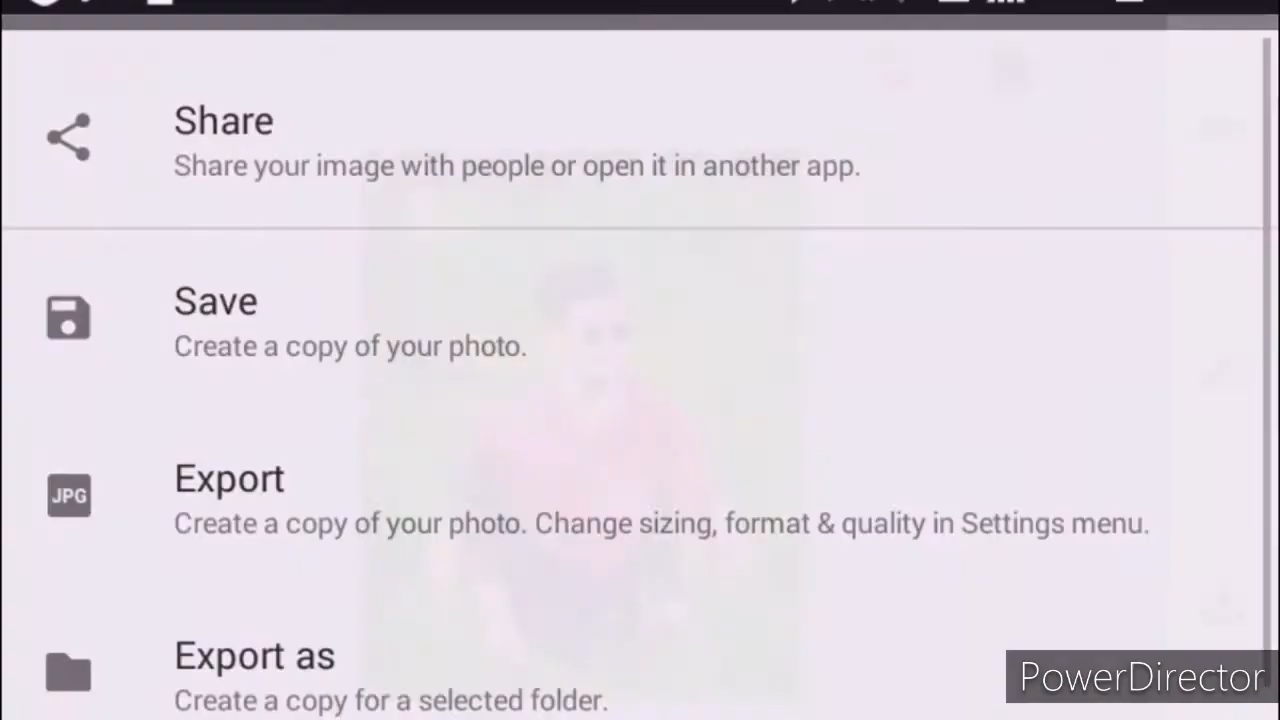 Share
Share your image with people or open it in another app.
Save
Create a copy of your photo.
JPG
Export
Create a copy of your photo. Change sizing, format & quality in Settings menu.
Export as
Create a copy for a selected folder.
PowerDirector